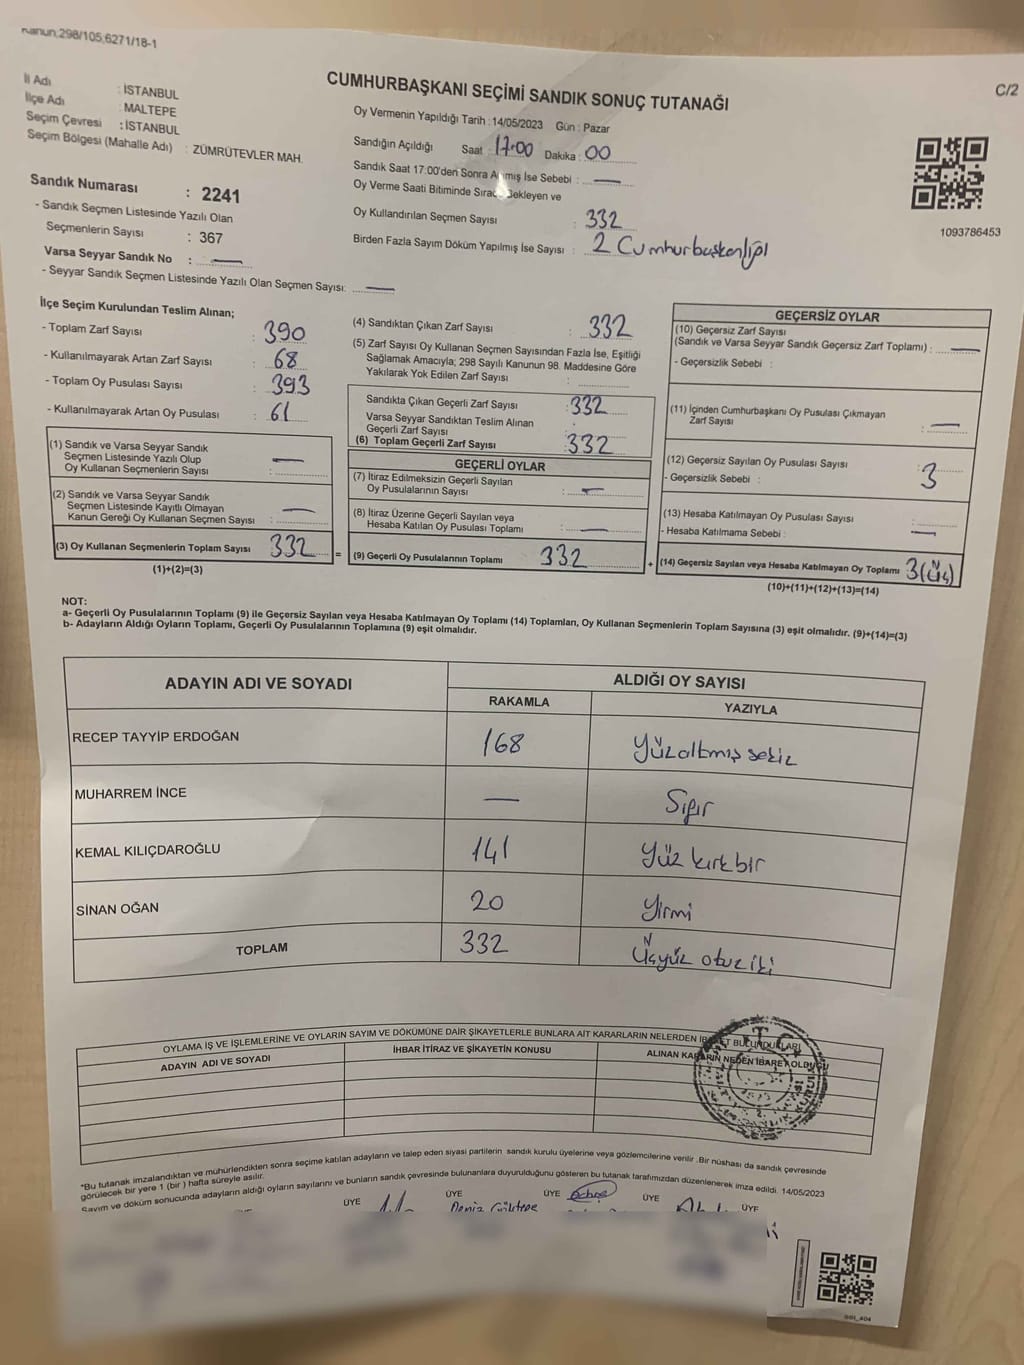 Kanun:298/105,6271/18-1
C/2
CUMHURBAŞKANI SEÇİMİ SANDIK SONUÇ TUTANAĞI
İl Adı : İSTANBUL
İlçe Adı : MALTEPE
Seçim Çevresi : İSTANBUL
Seçim Bölgesi (Mahalle Adı) : ZÜMRÜTEVLER MAH.
Sandık Numarası : 2241
- Sandık Seçmen Listesinde Yazılı Olan
Seçmenlerin Sayısı : 367
Varsa Seyyar Sandık No : —
- Seyyar Sandık Seçmen Listesinde Yazılı Olan Seçmen Sayısı: —
Oy Vermenin Yapıldığı Tarih : 14/05/2023 Gün : Pazar
Sandığın Açıldığı Saat : 17:00 Dakika : 00
Sandık Saat 17:00'den Sonra Açılmış İse Sebebi : —
Oy Verme Saati Bitiminde Sırada Bekleyen ve
Oy Kullandırılan Seçmen Sayısı : 332
Birden Fazla Sayım Döküm Yapılmış İse Sayısı : 2
1093786453
İlçe Seçim Kurulundan Teslim Alınan;
- Toplam Zarf Sayısı : 390
- Kullanılmayarak Artan Zarf Sayısı : 68
- Toplam Oy Pusulası Sayısı : 393
- Kullanılmayarak Artan Oy Pusulası : 61
(1) Sandık ve Varsa Seyyar Sandık
Seçmen Listesinde Yazılı Olup
Oy Kullanan Seçmenlerin Sayısı : —
(2) Sandık ve Varsa Seyyar Sandık
Seçmen Listesinde Kayıtlı Olmayan
Kanun Gereği Oy Kullanan Seçmen Sayısı : —
(3) Oy Kullanan Seçmenlerin Toplam Sayısı 332 =
(1)+(2)=(3)
(4) Sandıktan Çıkan Zarf Sayısı : 332
(5) Zarf Sayısı Oy Kullanan Seçmen Sayısından Fazla İse, Eşitliği
Sağlamak Amacıyla; 298 Sayılı Kanunun 98. Maddesine Göre
Yakılarak Yok Edilen Zarf Sayısı :
Sandıkta Çıkan Geçerli Zarf Sayısı : 332
Varsa Seyyar Sandıktan Teslim Alınan
Geçerli Zarf Sayısı :
(6) Toplam Geçerli Zarf Sayısı : 332
GEÇERLİ OYLAR
(7) İtiraz Edilmeksizin Geçerli Sayılan
Oy Pusulalarının Sayısı : —
(8) İtiraz Üzerine Geçerli Sayılan veya
Hesaba Katılan Oy Pusulası Toplamı : —
(9) Geçerli Oy Pusulalarının Toplamı 332 +
GEÇERSİZ OYLAR
(10) Geçersiz Zarf Sayısı
(Sandık ve Varsa Seyyar Sandık Geçersiz Zarf Toplamı) : —
- Geçersizlik Sebebi :
(11) İçinden Cumhurbaşkanı Oy Pusulası Çıkmayan
Zarf Sayısı : —
(12) Geçersiz Sayılan Oy Pusulası Sayısı : 3
- Geçersizlik Sebebi :
(13) Hesaba Katılmayan Oy Pusulası Sayısı :
- Hesaba Katılmama Sebebi : —
(14) Geçersiz Sayılan veya Hesaba Katılmayan Oy Toplamı 3 (Üç)
(10)+(11)+(12)+(13)=(14)
NOT:
a- Geçerli Oy Pusulalarının Toplamı (9) ile Geçersiz Sayılan veya Hesaba Katılmayan Oy Toplamı (14) Toplamları, Oy Kullanan Seçmenlerin Toplam Sayısına (3) eşit olmalıdır. (9)+(14)=(3)
b- Adayların Aldığı Oyların Toplamı, Geçerli Oy Pusulalarının Toplamına (9) eşit olmalıdır.
ADAYIN ADI VE SOYADI
ALDIĞI OY SAYISI
RAKAMLA YAZIYLA
RECEP TAYYİP ERDOĞAN 168 Yüzaltmış sekiz
MUHARREM İNCE — Sıfır
KEMAL KILIÇDAROĞLU 141 Yüz kırk bir
SİNAN OĞAN 20 Yirmi
TOPLAM 332 Üçyüz otuz iki
OYLAMA İŞ VE İŞLEMLERİNE VE OYLARIN SAYIM VE DÖKÜMÜNE DAİR ŞİKAYETLERLE BUNLARA AİT KARARLARIN NELERDEN İBARET BULUNDUKLARI
ADAYIN ADI VE SOYADI İHBAR İTİRAZ VE ŞİKAYETİN KONUSU ALINAN KARARIN NEDEN İBARET OLDUĞU
*Bu tutanak imzalandıktan ve mühürlendikten sonra seçime katılan adayların ve talep eden siyasi partilerin sandık kurulu üyelerine veya gözlemcilerine verilir. Bir nüshası da sandık çevresinde
görülecek bir yere 1 (bir) hafta süreyle asılır.
Sayım ve döküm sonucunda adayların aldığı oyların sayılarını ve bunların sandık çevresinde bulunanlara duyurulduğunu gösteren bu tutanak tarafımızdan düzenlenerek imza edildi. 14/05/2023
ÜYE ÜYE ÜYE ÜYE ÜYE
Deniz